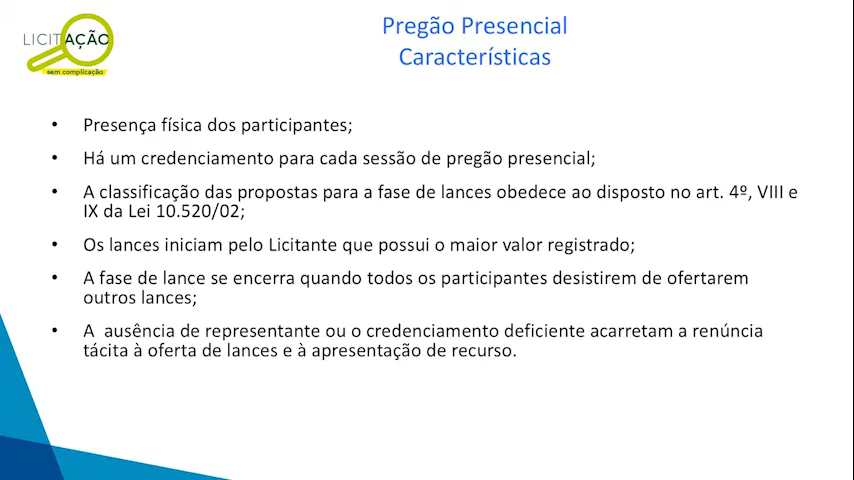 LICITAÇÃO
sem complicação
Pregão Presencial
Características
• Presença física dos participantes;
• Há um credenciamento para cada sessão de pregão presencial;
• A classificação das propostas para a fase de lances obedece ao disposto no art. 4º, VIII e
IX da Lei 10.520/02;
• Os lances iniciam pelo Licitante que possui o maior valor registrado;
• A fase de lance se encerra quando todos os participantes desistirem de ofertarem
outros lances;
• A ausência de representante ou o credenciamento deficiente acarretam a renúncia
tácita à oferta de lances e à apresentação de recurso.